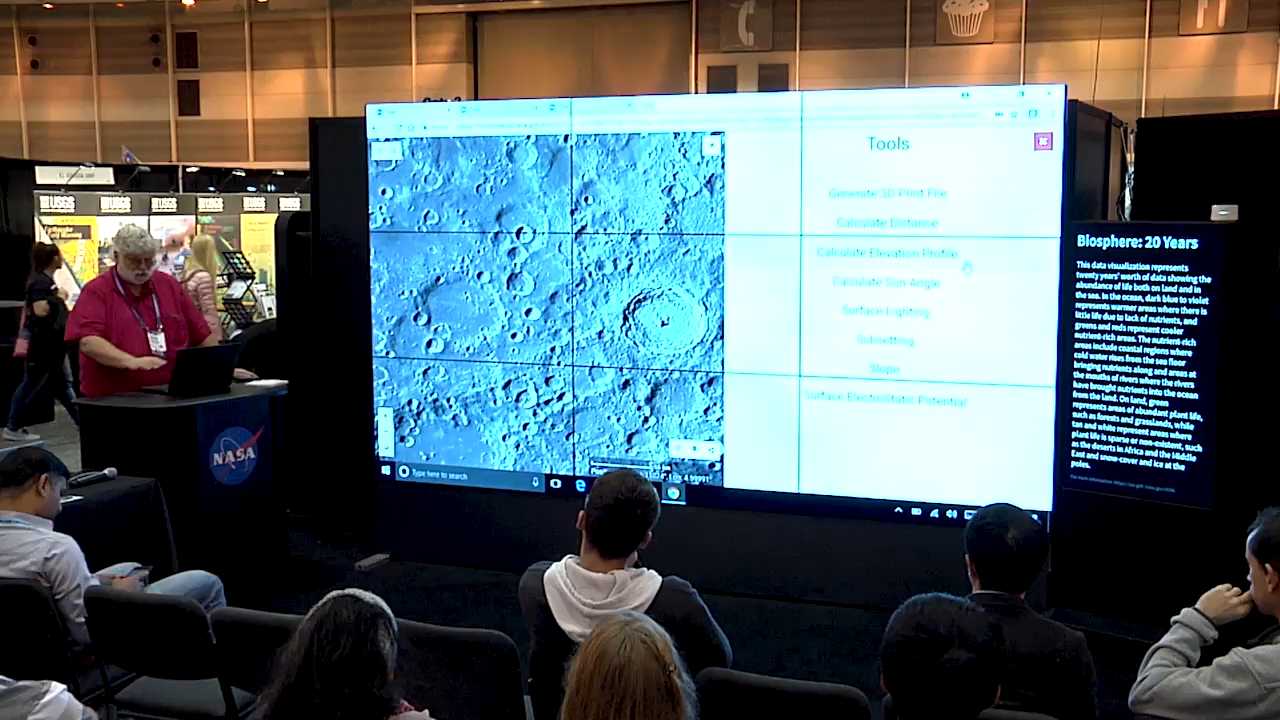 Tools
Generate 3D Print File
Calculate Distance
Calculate Elevation Profile
Calculate Sun Angle
Surface Lighting
Subsetting
Slope
Surface Electrostatic Potential
Type here to search
USGS
USGS
USGS
USGS
USGS
NASA
Biosphere: 20 Years
This data visualization represents
twenty years' worth of data showing the
abundance of life both on land and in
the sea. In the ocean, dark blue to violet
represents warmer areas where there is
little life due to lack of nutrients, and
greens and reds represent cooler
nutrient-rich areas. The nutrient-rich
areas include coastal regions where
cold water rises from the sea floor
bringing nutrients along and areas at
the mouths of rivers where the rivers
have brought nutrients into the ocean
from the land. On land, green
represents areas of abundant plant life,
such as forests and grasslands, while
tan and white represent areas where
plant life is sparse or non-existent, such
as the deserts in Africa and the Middle
East and snow-cover and ice at the
poles.